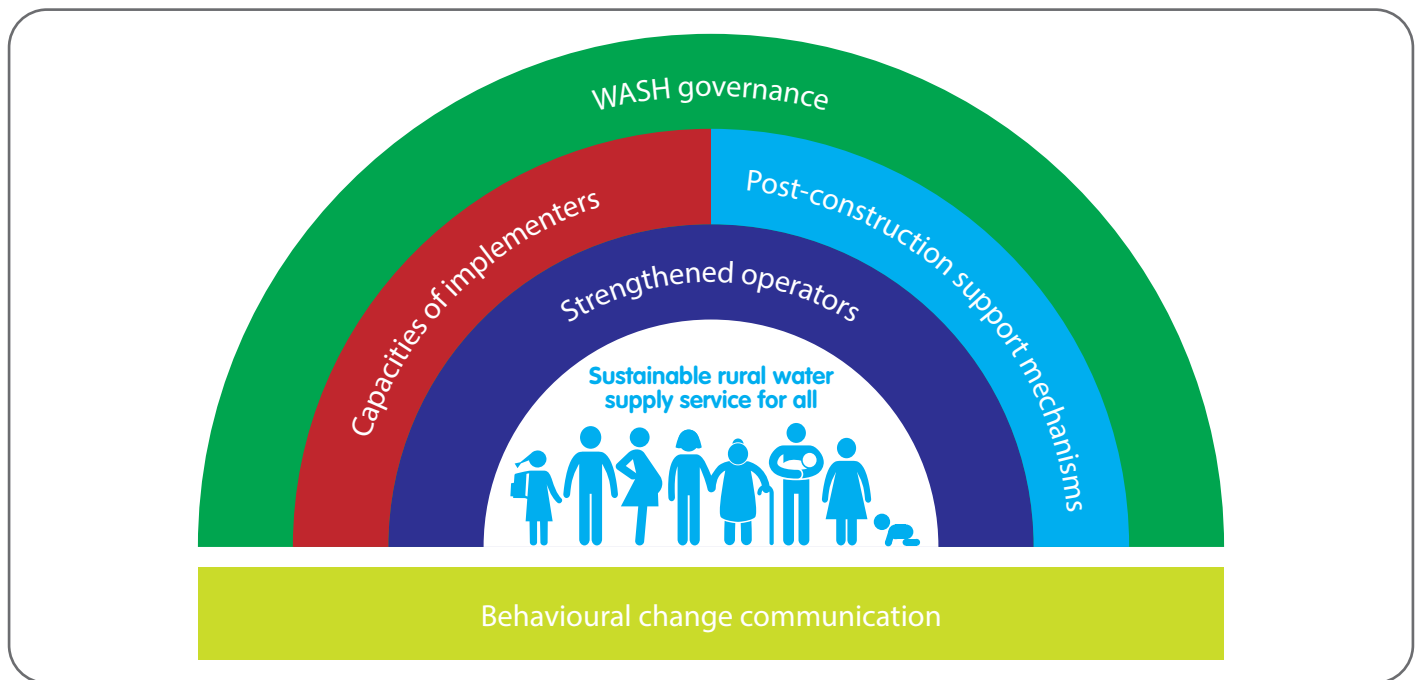 WASH governance
Capacities of implementers
Post-construction support mechanisms
Strengthened operators
Sustainable rural water
supply service for all
Behavioural change communication